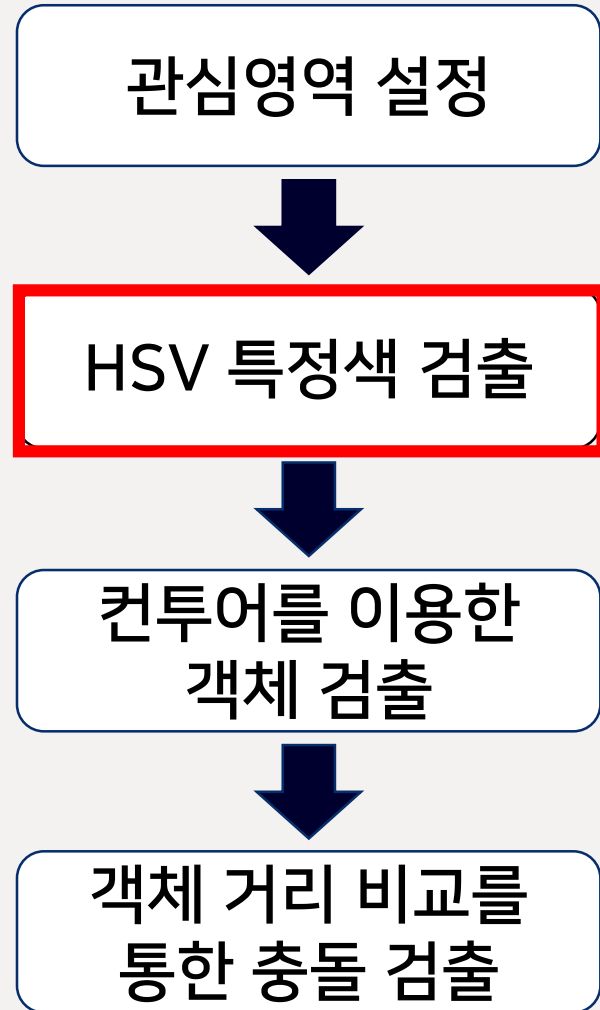 관심영역 설정
HSV 특정색 검출
컨투어를 이용한
객체 검출
객체 거리 비교를
통한 충돌 검출